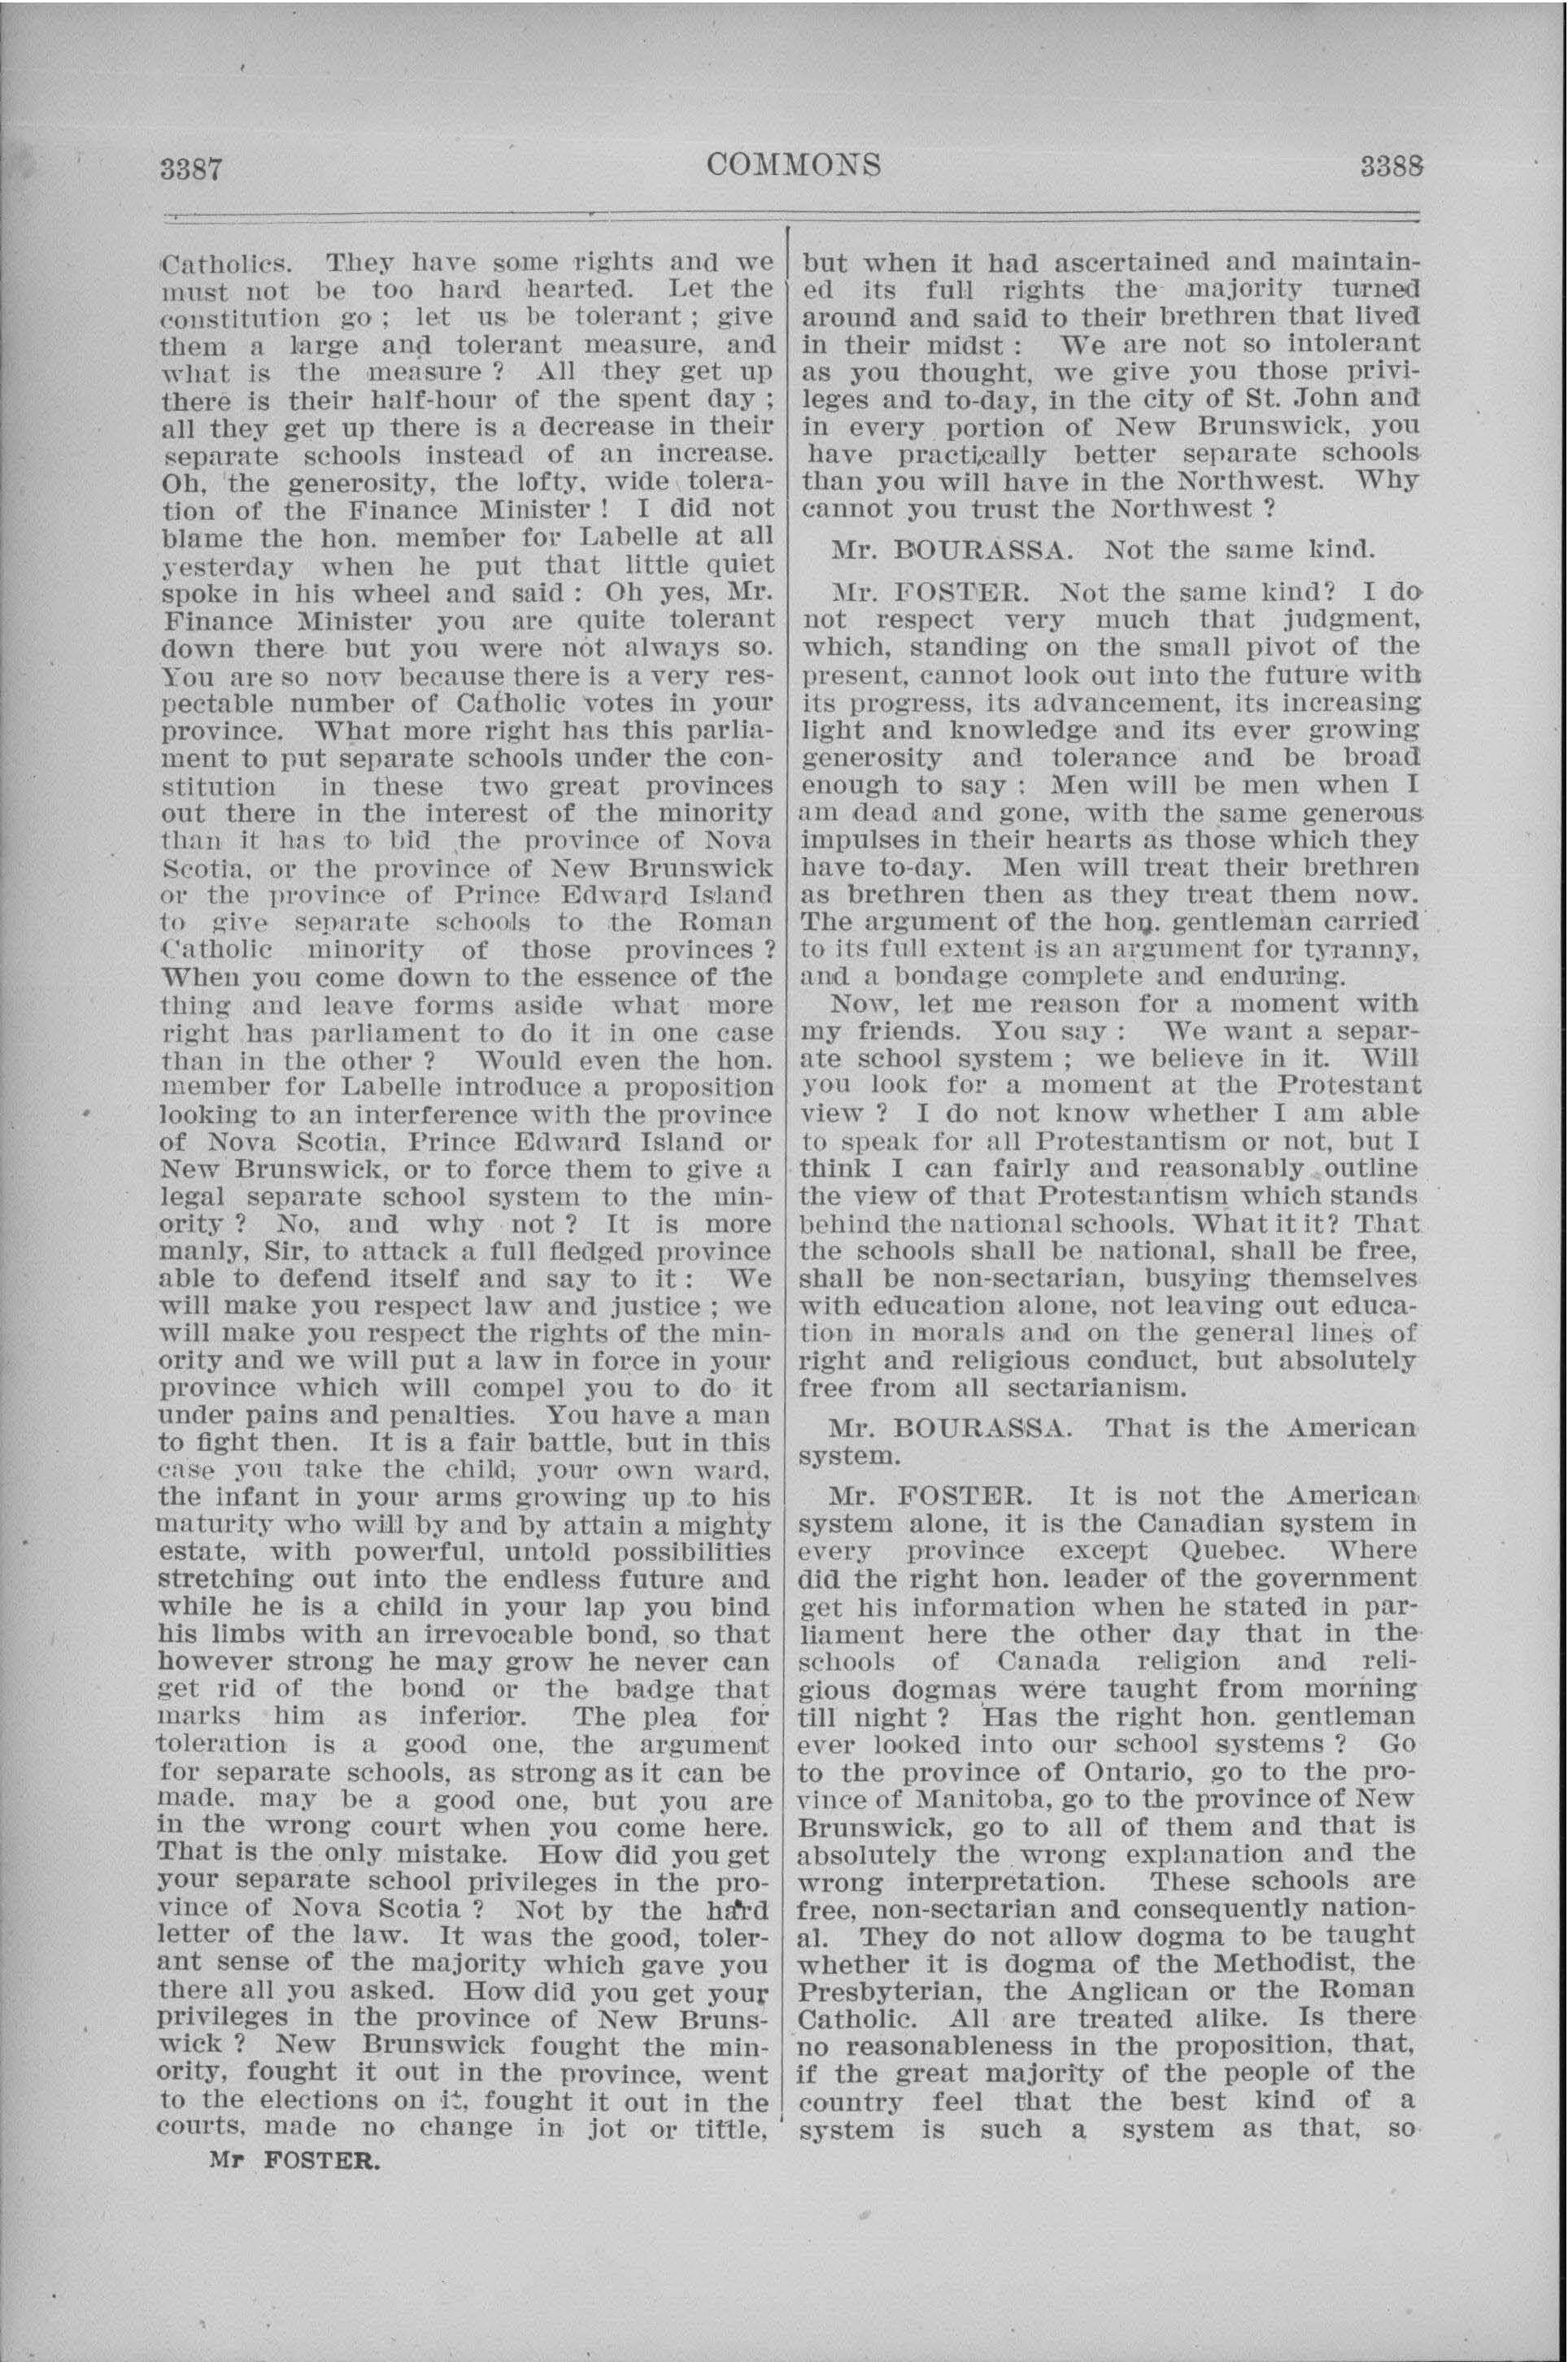 3387 COMMONS 3388
Catholics. They have some rights and we
must not be too hard hearted. Let the
constitution go ; let us be tolerant ; give
them a large and tolerant measure, and
what is the measure ? All they get up
there is their half-hour of the spent day ;
all they get up there is a decrease in their
separate schools instead of an increase.
Oh, the generosity, the lofty, wide tolera-
tion of the Finance Minister ! I did not
blame the hon. member for Labelle at all
yesterday when he put that little quiet
spoke in his wheel and said : Oh yes, Mr.
Finance Minister you are quite tolerant
down there but you were not always so.
You are so now because there is a very res-
pectable number of Catholic votes in your
province. What more right has this parlia-
ment to put separate schools under the con-
stitution in these two great provinces
out there in the interest of the minority
than it has to bid the province of Nova
Scotia, or the province of New Brunswick
or the province of Prince Edward Island
to give separate schools to the Roman
Catholic minority of those provinces ?
When you come down to the essence of the
thing and leave forms aside what more
right has parliament to do it in one case
than in the other ? Would even the hon.
member for Labelle introduce a proposition
looking to an interference with the province
of Nova Scotia, Prince Edward Island or
New Brunswick, or to force them to give a
legal separate school system to the min-
ority ? No, and why not ? It is more
manly, Sir, to attack a full fledged province
able to defend itself and say to it : We
will make you respect law and justice ; we
will make you respect the rights of the min-
ority and we will put a law in force in your
province which will compel you to do it
under pains and penalties. You have a man
to fight then. It is a fair battle, but in this
case you take the child, your own ward,
the infant in your arms growing up to his
maturity who will by and by attain a mighty
estate, with powerful, untold possibilities
stretching out into the endless future and
while he is a child in your lap you bind
his limbs with an irrevocable bond, so that
however strong he may grow he never can
get rid of the bond or the badge that
marks him as inferior. The plea for
toleration is a good one, the argument
for separate schools, as strong as it can be
made, may be a good one, but you are
in the wrong court when you come here.
That is the only mistake. How did you get
your separate school privileges in the pro-
vince of Nova Scotia ? Not by the hard
letter of the law. It was the good, toler-
ant sense of the majority which gave you
there all you asked. How did you get your
privileges in the province of New Bruns-
wick ? New Brunswick fought the min-
ority, fought it out in the province, went
to the elections on it, fought it out in the
courts, made no change in jot or tittle,
Mr FOSTER.
but when it had ascertained and maintain-
ed its full rights the majority turned
around and said to their brethren that lived
in their midst : We are not so intolerant
as you thought, we give you those privi-
leges and to-day, in the city of St. John and
in every portion of New Brunswick, you
have practically better separate schools
than you will have in the Northwest. Why
cannot you trust the Northwest ?
Mr. BOURASSA. Not the same kind.
Mr. FOSTER. Not the same kind? I do
not respect very much that judgment,
which, standing on the small pivot of the
present, cannot look out into the future with
its progress, its advancement, its increasing
light and knowledge and its ever growing
generosity and tolerance and be broad
enough to say : Men will be men when I
am dead and gone, with the same generous
impulses in their hearts as those which they
have to-day. Men will treat their brethren
as brethren then as they treat them now.
The argument of the hon. gentleman carried
to its full extent is an argument for tyranny,
and a bondage complete and enduring.
Now, let me reason for a moment with
my friends. You say : We want a separ-
ate school system ; we believe in it. Will
you look for a moment at the Protestant
view ? I do not know whether I am able
to speak for all Protestantism or not, but I
think I can fairly and reasonably outline
the view of that Protestantism which stands
behind the national schools. What it it? That
the schools shall be national, shall be free,
shall be non-sectarian, busying themselves
with education alone, not leaving out educa-
tion in morals and on the general lines of
right and religious conduct, but absolutely
free from all sectarianism.
Mr. BOURASSA. That is the American
system.
Mr. FOSTER. It is not the American
system alone, it is the Canadian system in
every province except Quebec. Where
did the right hon. leader of the government
get his information when he stated in par-
liament here the other day that in the
schools of Canada religion and reli-
gious dogmas were taught from morning
till night ? Has the right hon. gentleman
ever looked into our school systems ? Go
to the province of Ontario, go to the pro-
vince of Manitoba, go to the province of New
Brunswick, go to all of them and that is
absolutely the wrong explanation and the
wrong interpretation. These schools are
free, non-sectarian and consequently nation-
al. They do not allow dogma to be taught
whether it is dogma of the Methodist, the
Presbyterian, the Anglican or the Roman
Catholic. All are treated alike. Is there
no reasonableness in the proposition, that,
if the great majority of the people of the
country feel that the best kind of a
system is such a system as that, so